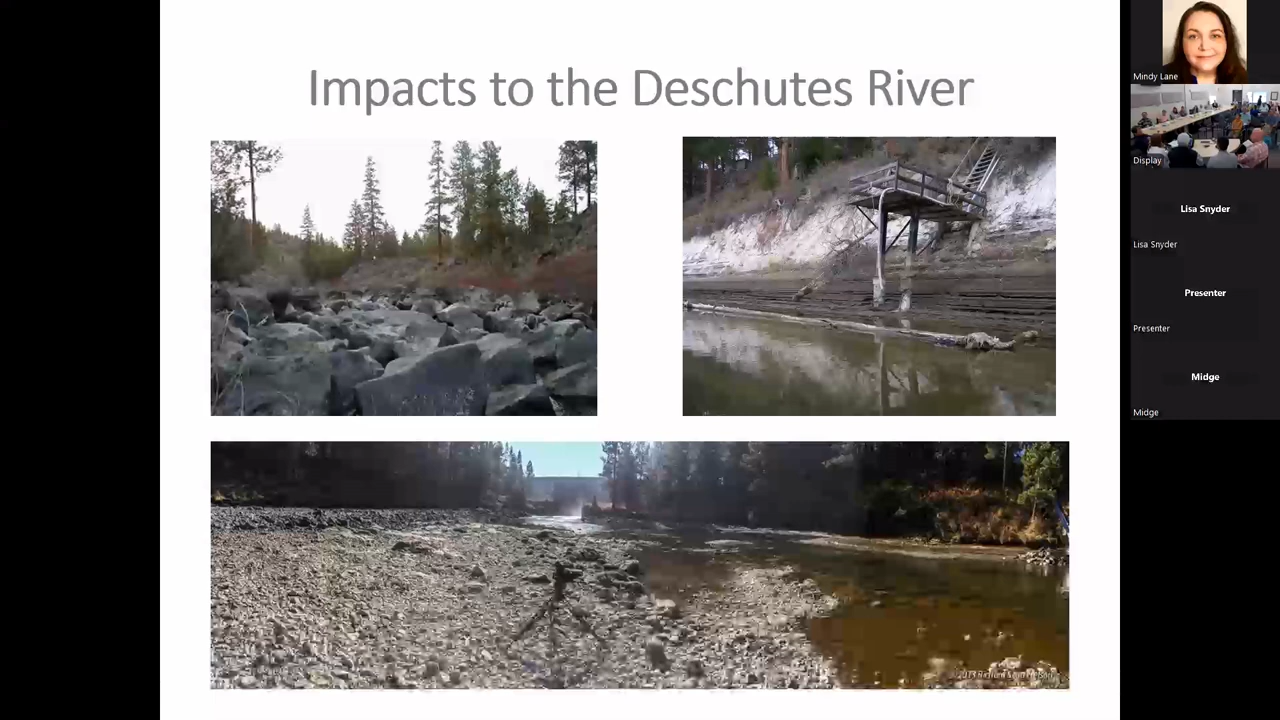 Impacts to the Deschutes River
Mindy Lane
Display
Lisa Snyder
Lisa Snyder
Presenter
Presenter
Midge
Midge